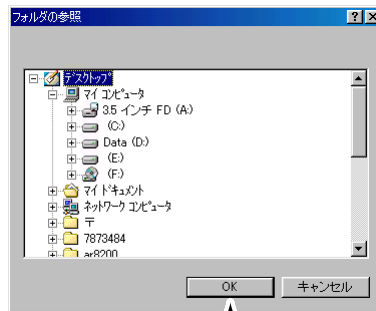 フォルダの参照
デスクトップ
マイ コンピュータ
3.5 インチ FD (A:)
(C:)
Data (D:)
(E:)
(F:)
マイ ドキュメント
ネットワーク コンピュータ
〒
7873484
ar8200
OK
キャンセル